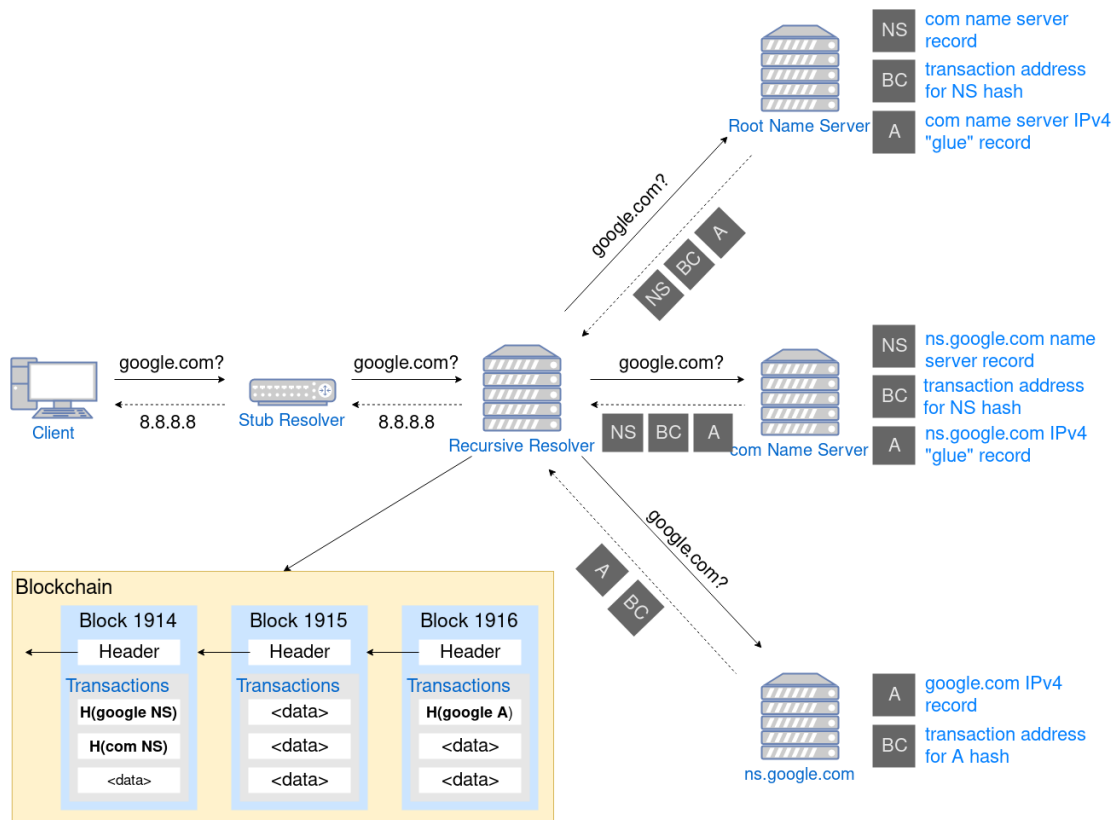 NS
com name server
record
BC
transaction address
for NS hash
A
com name server IPv4
"glue" record
Root Name Server
google.com?
NS
BC
A
google.com?
8.8.8.8
Client
Stub Resolver
google.com?
8.8.8.8
Recursive Resolver
google.com?
NS
BC
A
com Name Server
NS
ns.google.com name
server record
BC
transaction address
for NS hash
A
ns.google.com IPv4
"glue" record
google.com?
A
BC
ns.google.com
A
google.com IPv4
record
BC
transaction address
for A hash
Blockchain
Block 1914
Header
Transactions
H(google NS)
H(com NS)
<data>
Block 1915
Header
Transactions
<data>
<data>
<data>
Block 1916
Header
Transactions
H(google A)
<data>
<data>